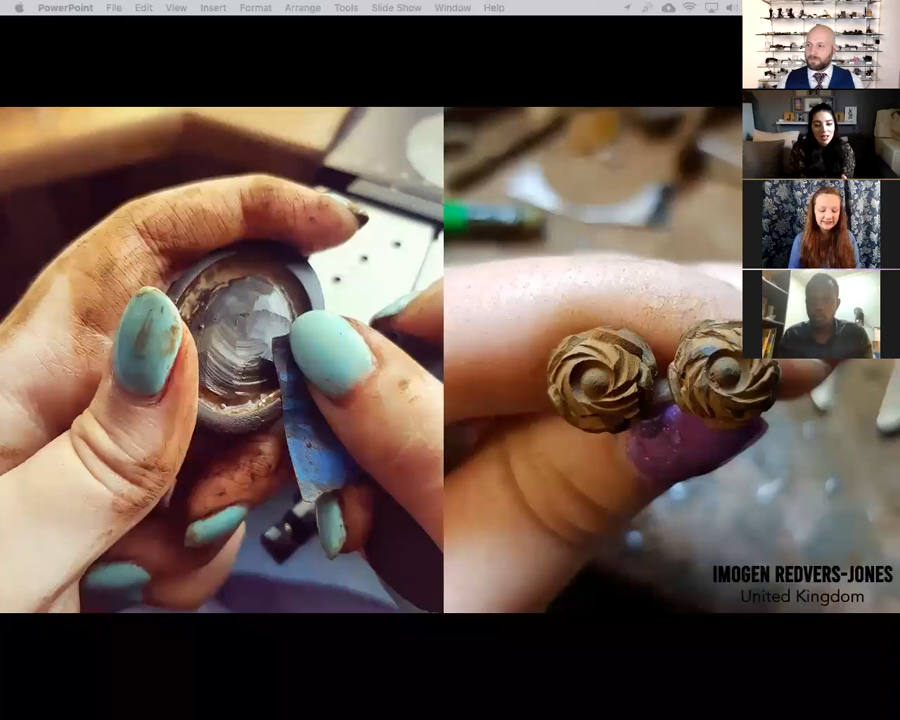 PowerPoint File Edit View Insert Format Arrange Tools Slide Show Window Help
IMOGEN REDVERS-JONES
United Kingdom